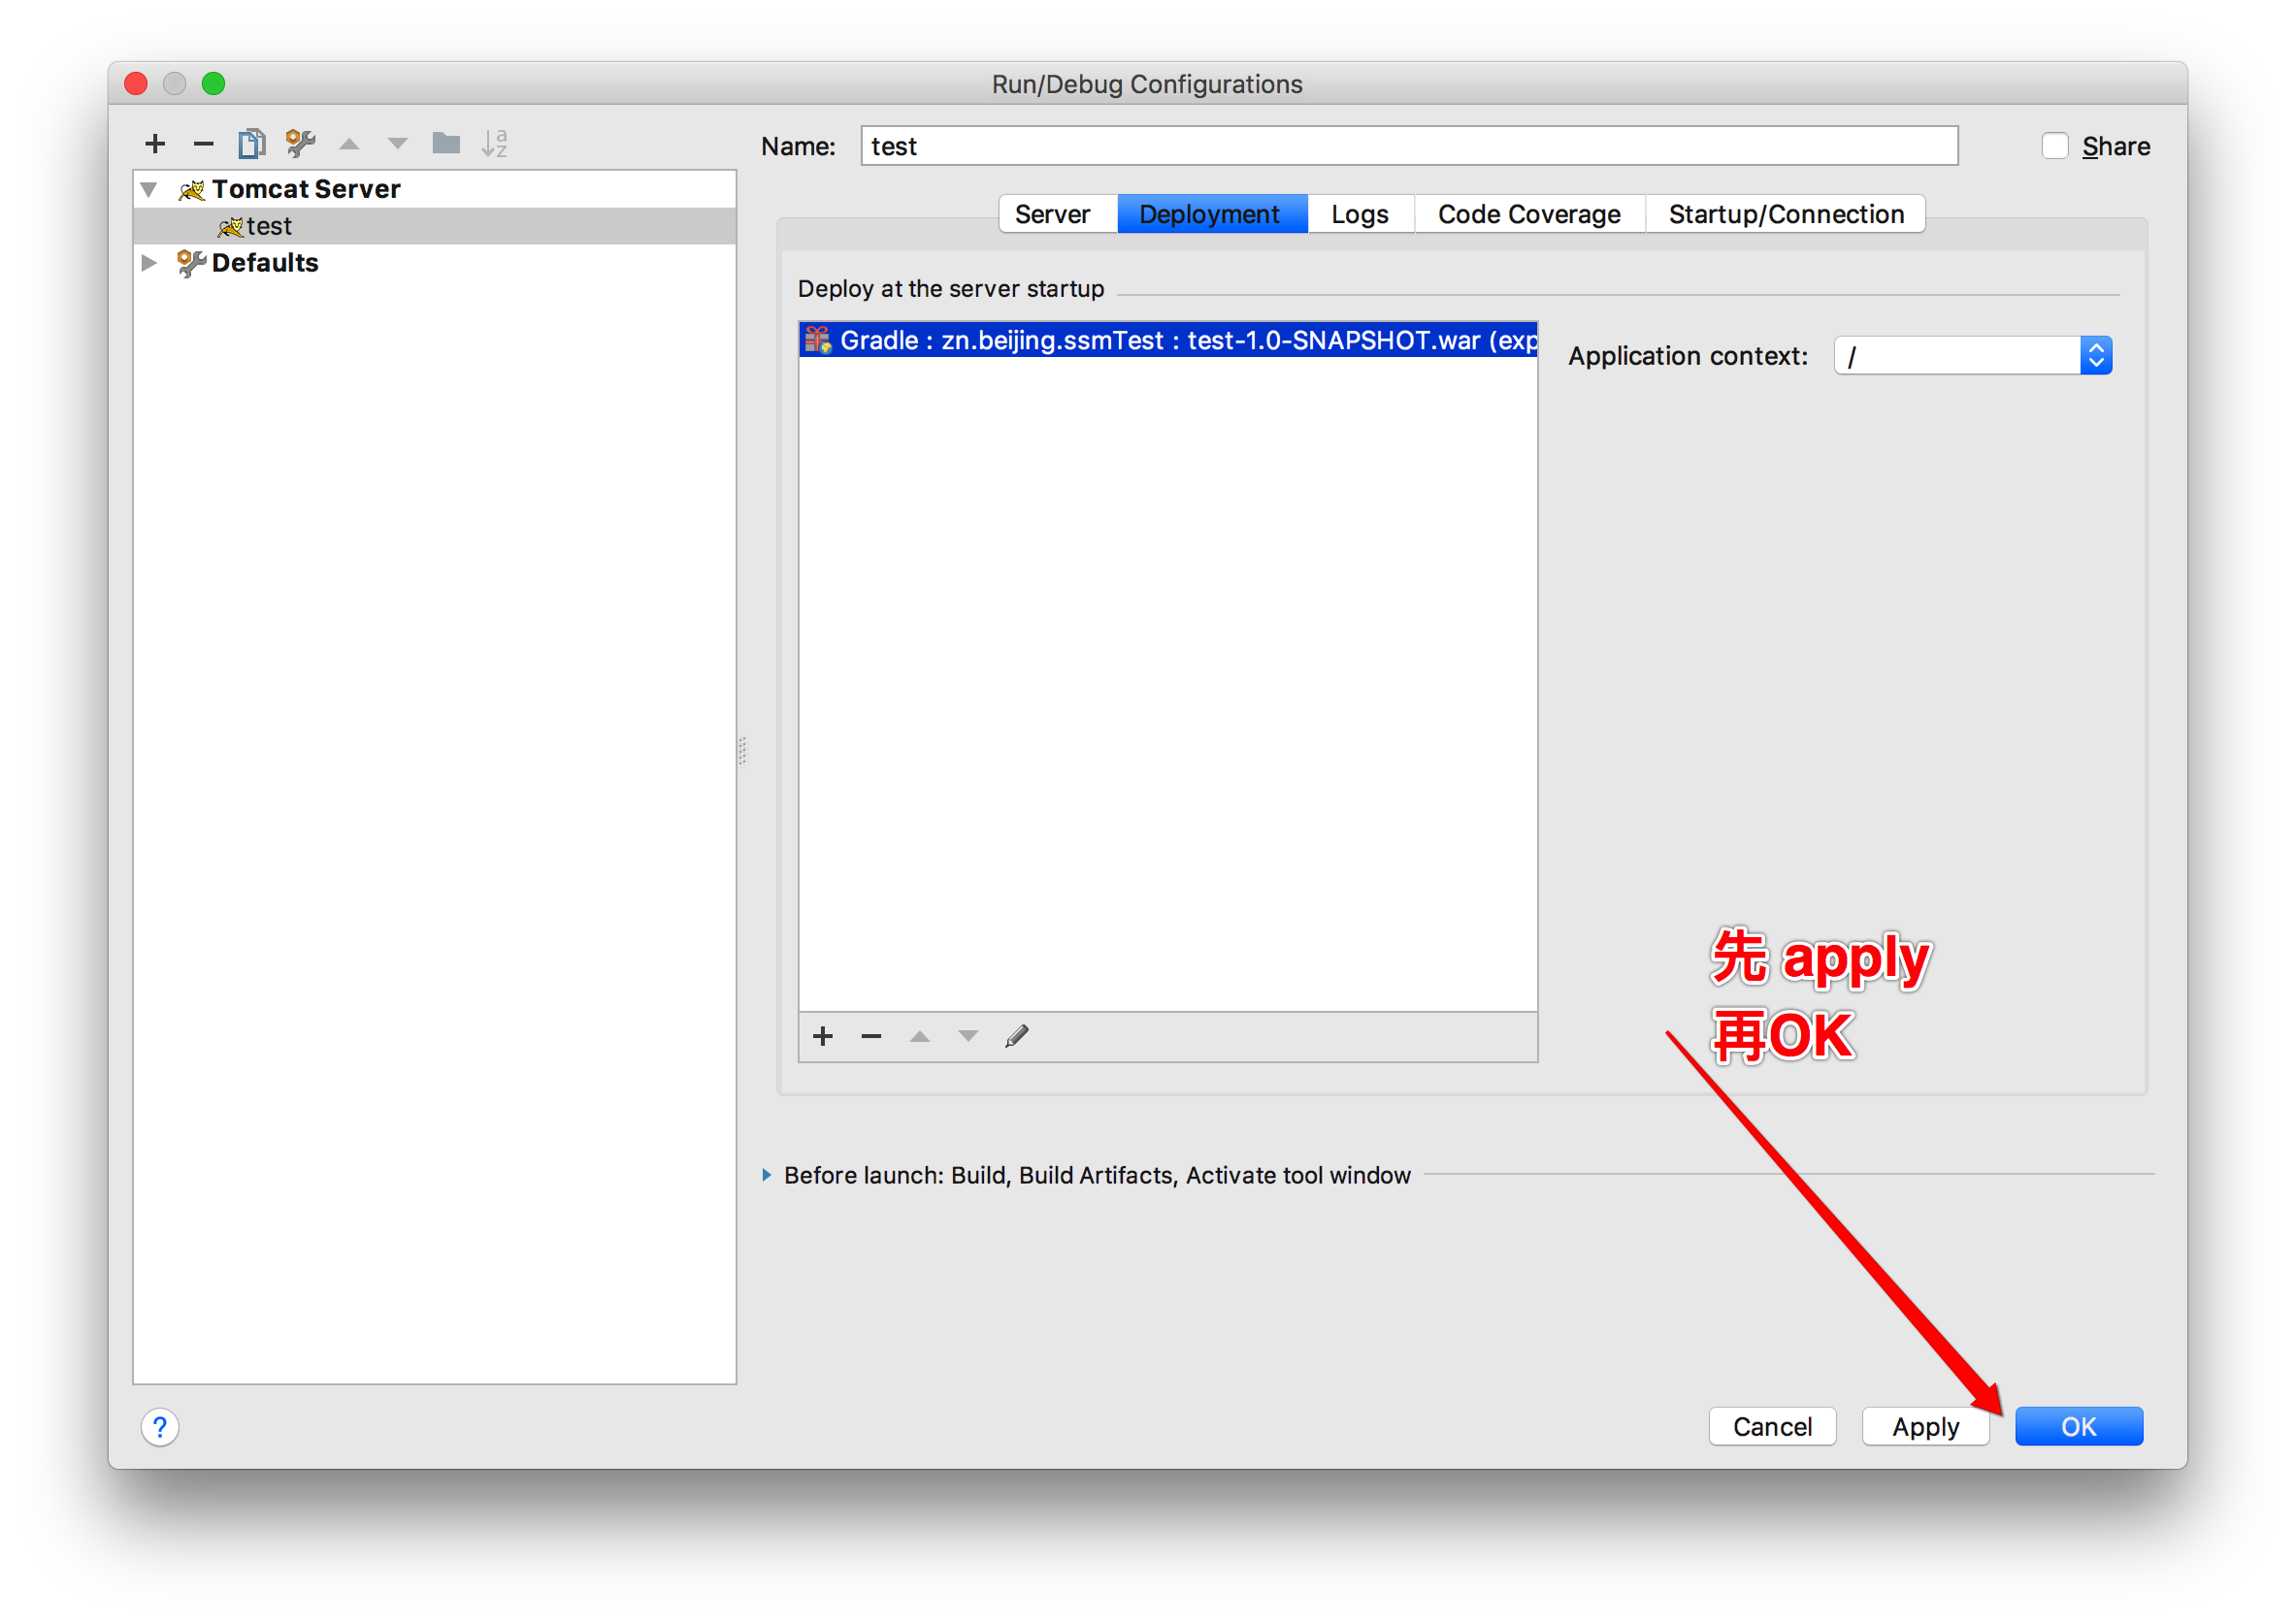 Run/Debug Configurations
Name: test Share
Tomcat Server
test
Defaults
Server Deployment Logs Code Coverage Startup/Connection
Deploy at the server startup
Gradle : zn.beijing.ssmTest : test-1.0-SNAPSHOT.war (exp
Application context: /
先 apply
再OK
Before launch: Build, Build Artifacts, Activate tool window
? Cancel Apply OK